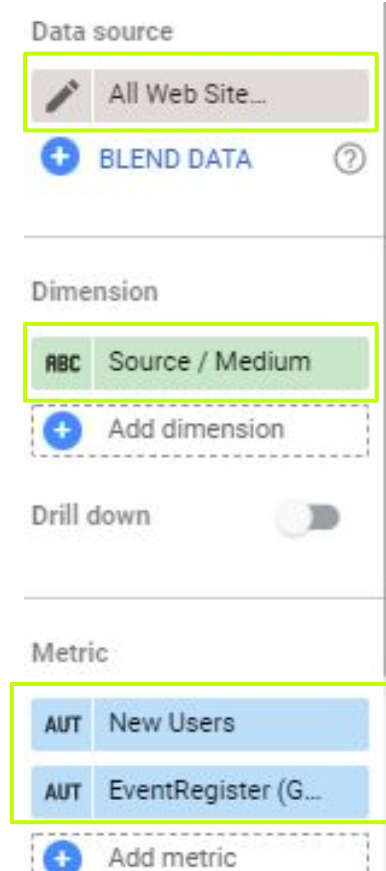 Data source
All Web Site...
BLEND DATA
Dimension
ABC Source / Medium
Add dimension
Drill down
Metric
AUT New Users
AUT EventRegister (G...
Add metric